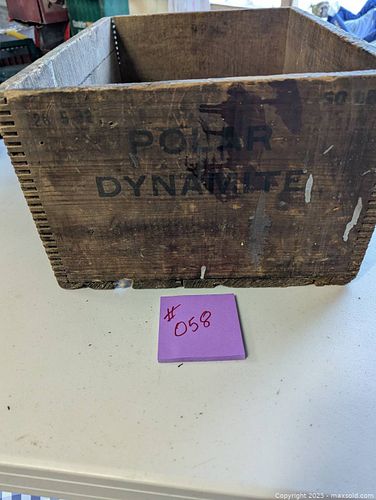 POLAR
DYNAMITE
#
058
Copyright © 2025 - maxsold.com